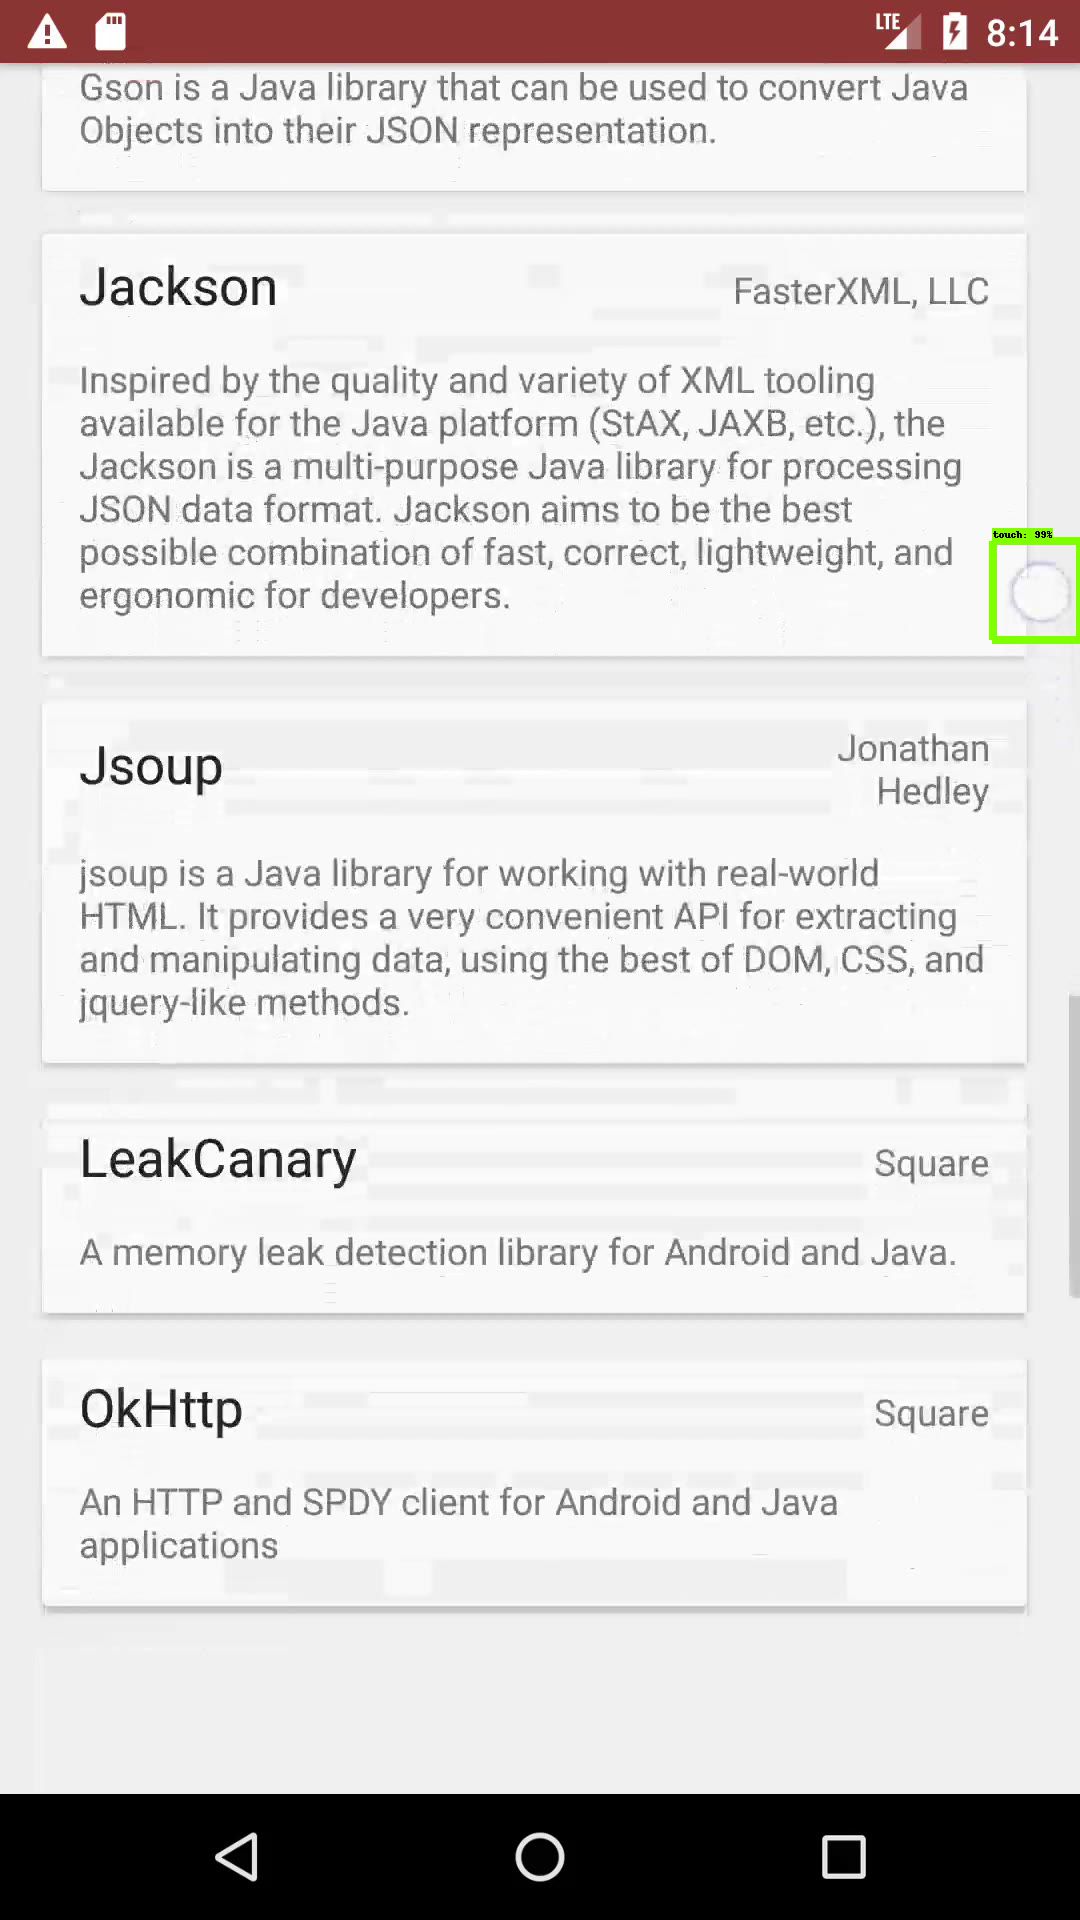 LTE 8:14
Gson is a Java library that can be used to convert Java
Objects into their JSON representation.
Jackson
FasterXML, LLC
Inspired by the quality and variety of XML tooling
available for the Java platform (StAX, JAXB, etc.), the
Jackson is a multi-purpose Java library for processing
JSON data format. Jackson aims to be the best
possible combination of fast, correct, lightweight, and
ergonomic for developers.
touch: 99%
Jsoup
Jonathan
Hedley
jsoup is a Java library for working with real-world
HTML. It provides a very convenient API for extracting
and manipulating data, using the best of DOM, CSS, and
jquery-like methods.
LeakCanary
Square
A memory leak detection library for Android and Java.
OkHttp
Square
An HTTP and SPDY client for Android and Java
applications